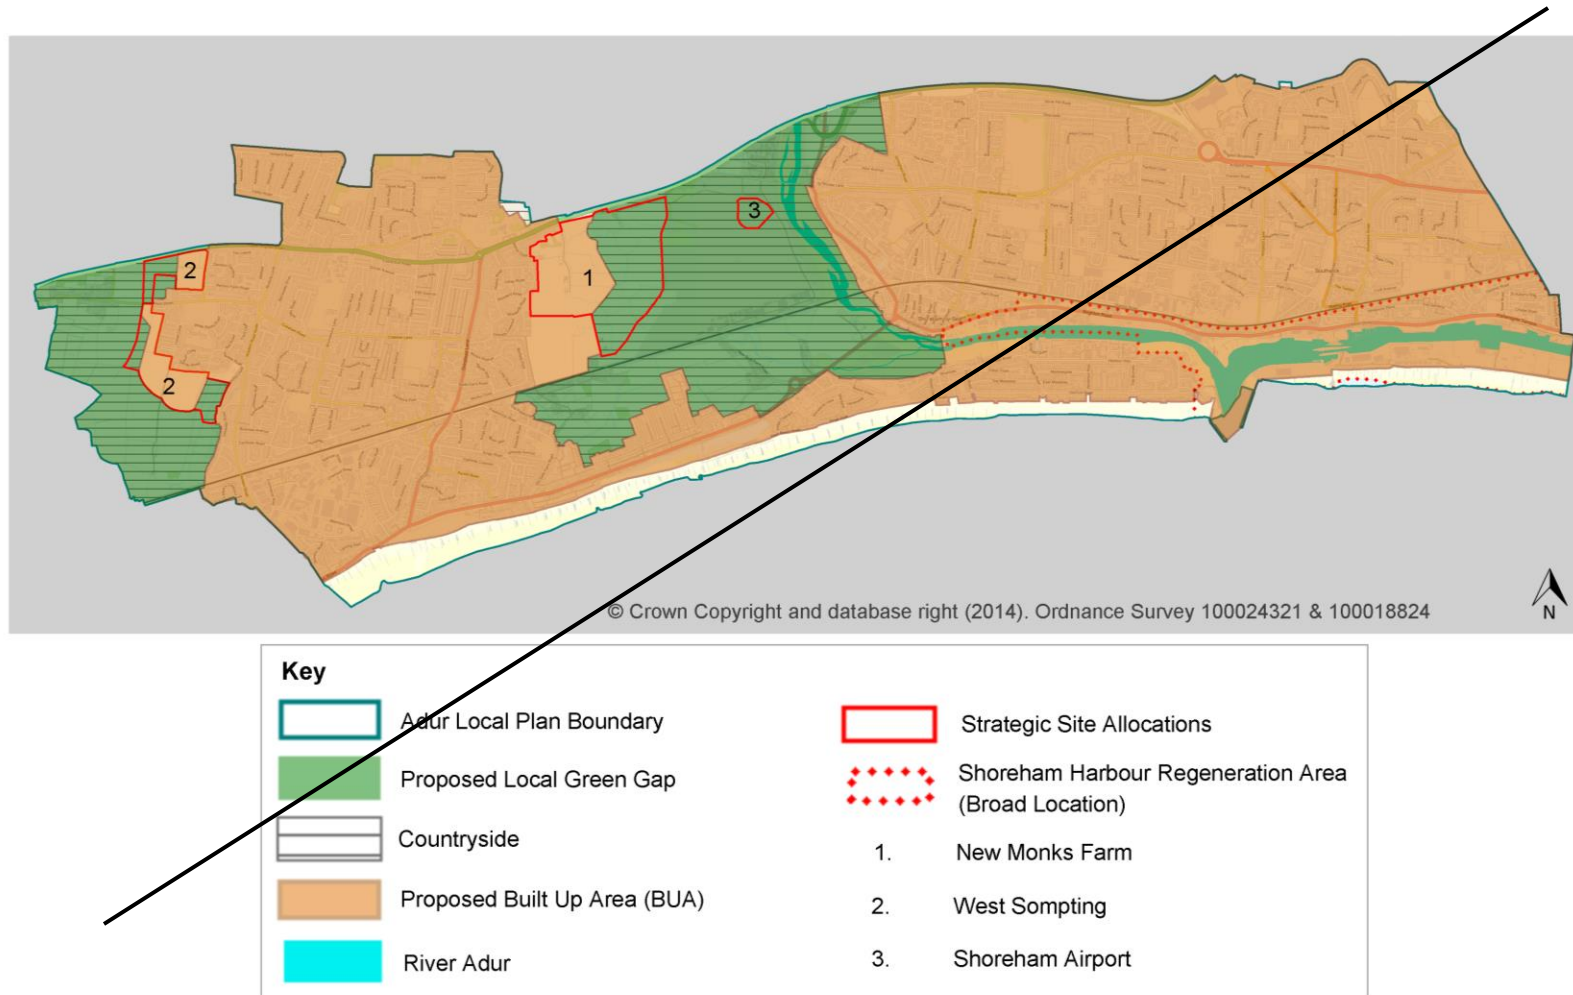 2
1
3
2
© Crown Copyright and database right (2014). Ordnance Survey 100024321 & 100018824
N
Key
Adur Local Plan Boundary
Proposed Local Green Gap
Countryside
Proposed Built Up Area (BUA)
River Adur
Strategic Site Allocations
Shoreham Harbour Regeneration Area
(Broad Location)
1. New Monks Farm
2. West Sompting
3. Shoreham Airport